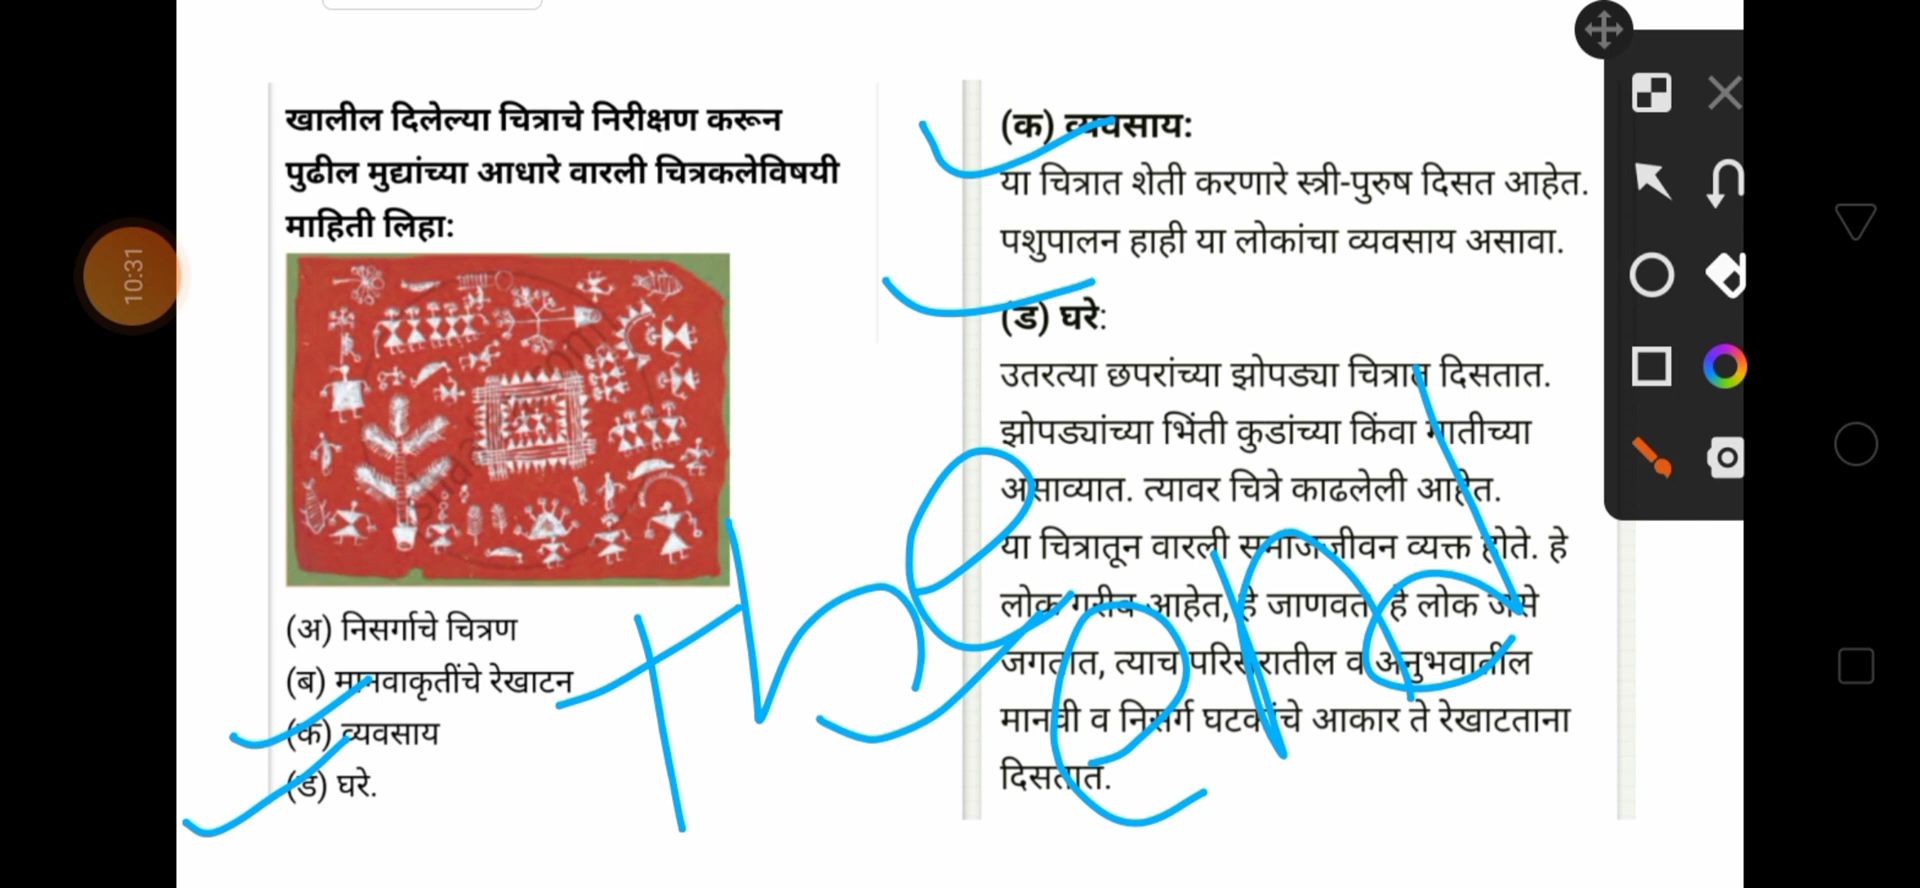 खालील दिलेल्या चित्राचे निरीक्षण करून
पुढील मुद्यांच्या आधारे वारली चित्रकलेविषयी
माहिती लिहा:
(अ) निसर्गाचे चित्रण
(ब) मानवाकृतींचे रेखाटन
(क) व्यवसाय
(ड) घरे.
(क) व्यवसाय:
या चित्रात शेती करणारे स्त्री-पुरुष दिसत आहेत.
पशुपालन हाही या लोकांचा व्यवसाय असावा.
(ड) घरे:
उतरत्या छपरांच्या झोपड्या चित्रात दिसतात.
झोपड्यांच्या भिंती कुडांच्या किंवा मातीच्या
असाव्यात. त्यावर चित्रे काढलेली आहेत.
या चित्रातून वारली समाजजीवन व्यक्त होते. हे
लोक गरीब आहेत, हे जाणवते. हे लोक जसे
जगतात, त्याच परिसरातील व अनुभवातील
मानवी व निसर्ग घटकांचे आकार ते रेखाटताना
दिसतात.
the end
10:31